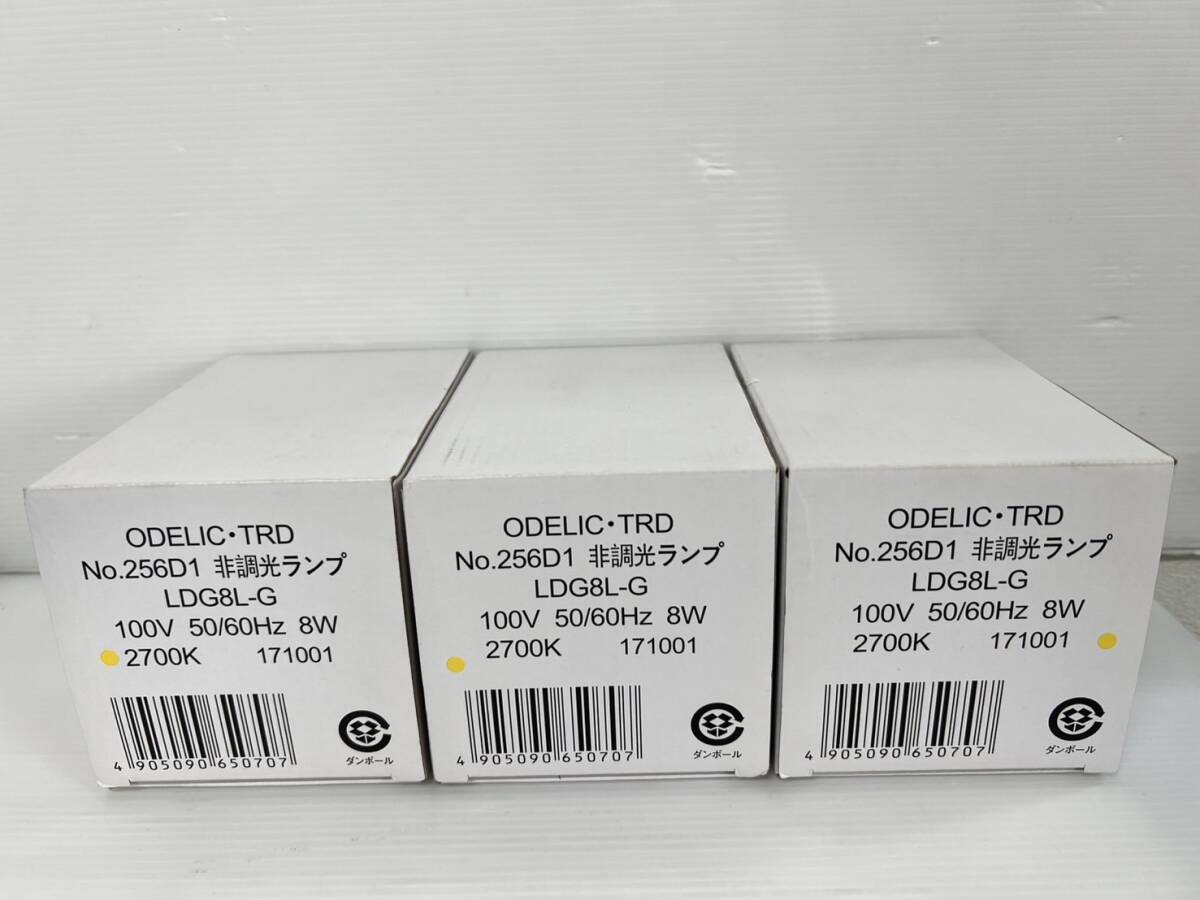 ODELIC・TRD
No.256D1 非調光ランプ
LDG8L-G
100V 50/60Hz 8W
2700K 171001
4 905090 650707
ダンボール
ODELIC・TRD
No.256D1 非調光ランプ
LDG8L-G
100V 50/60Hz 8W
2700K 171001
4 905090 650707
ダンボール
ODELIC・TRD
No.256D1 非調光ランプ
LDG8L-G
100V 50/60Hz 8W
2700K 171001
4 905090 650707
ダンボール